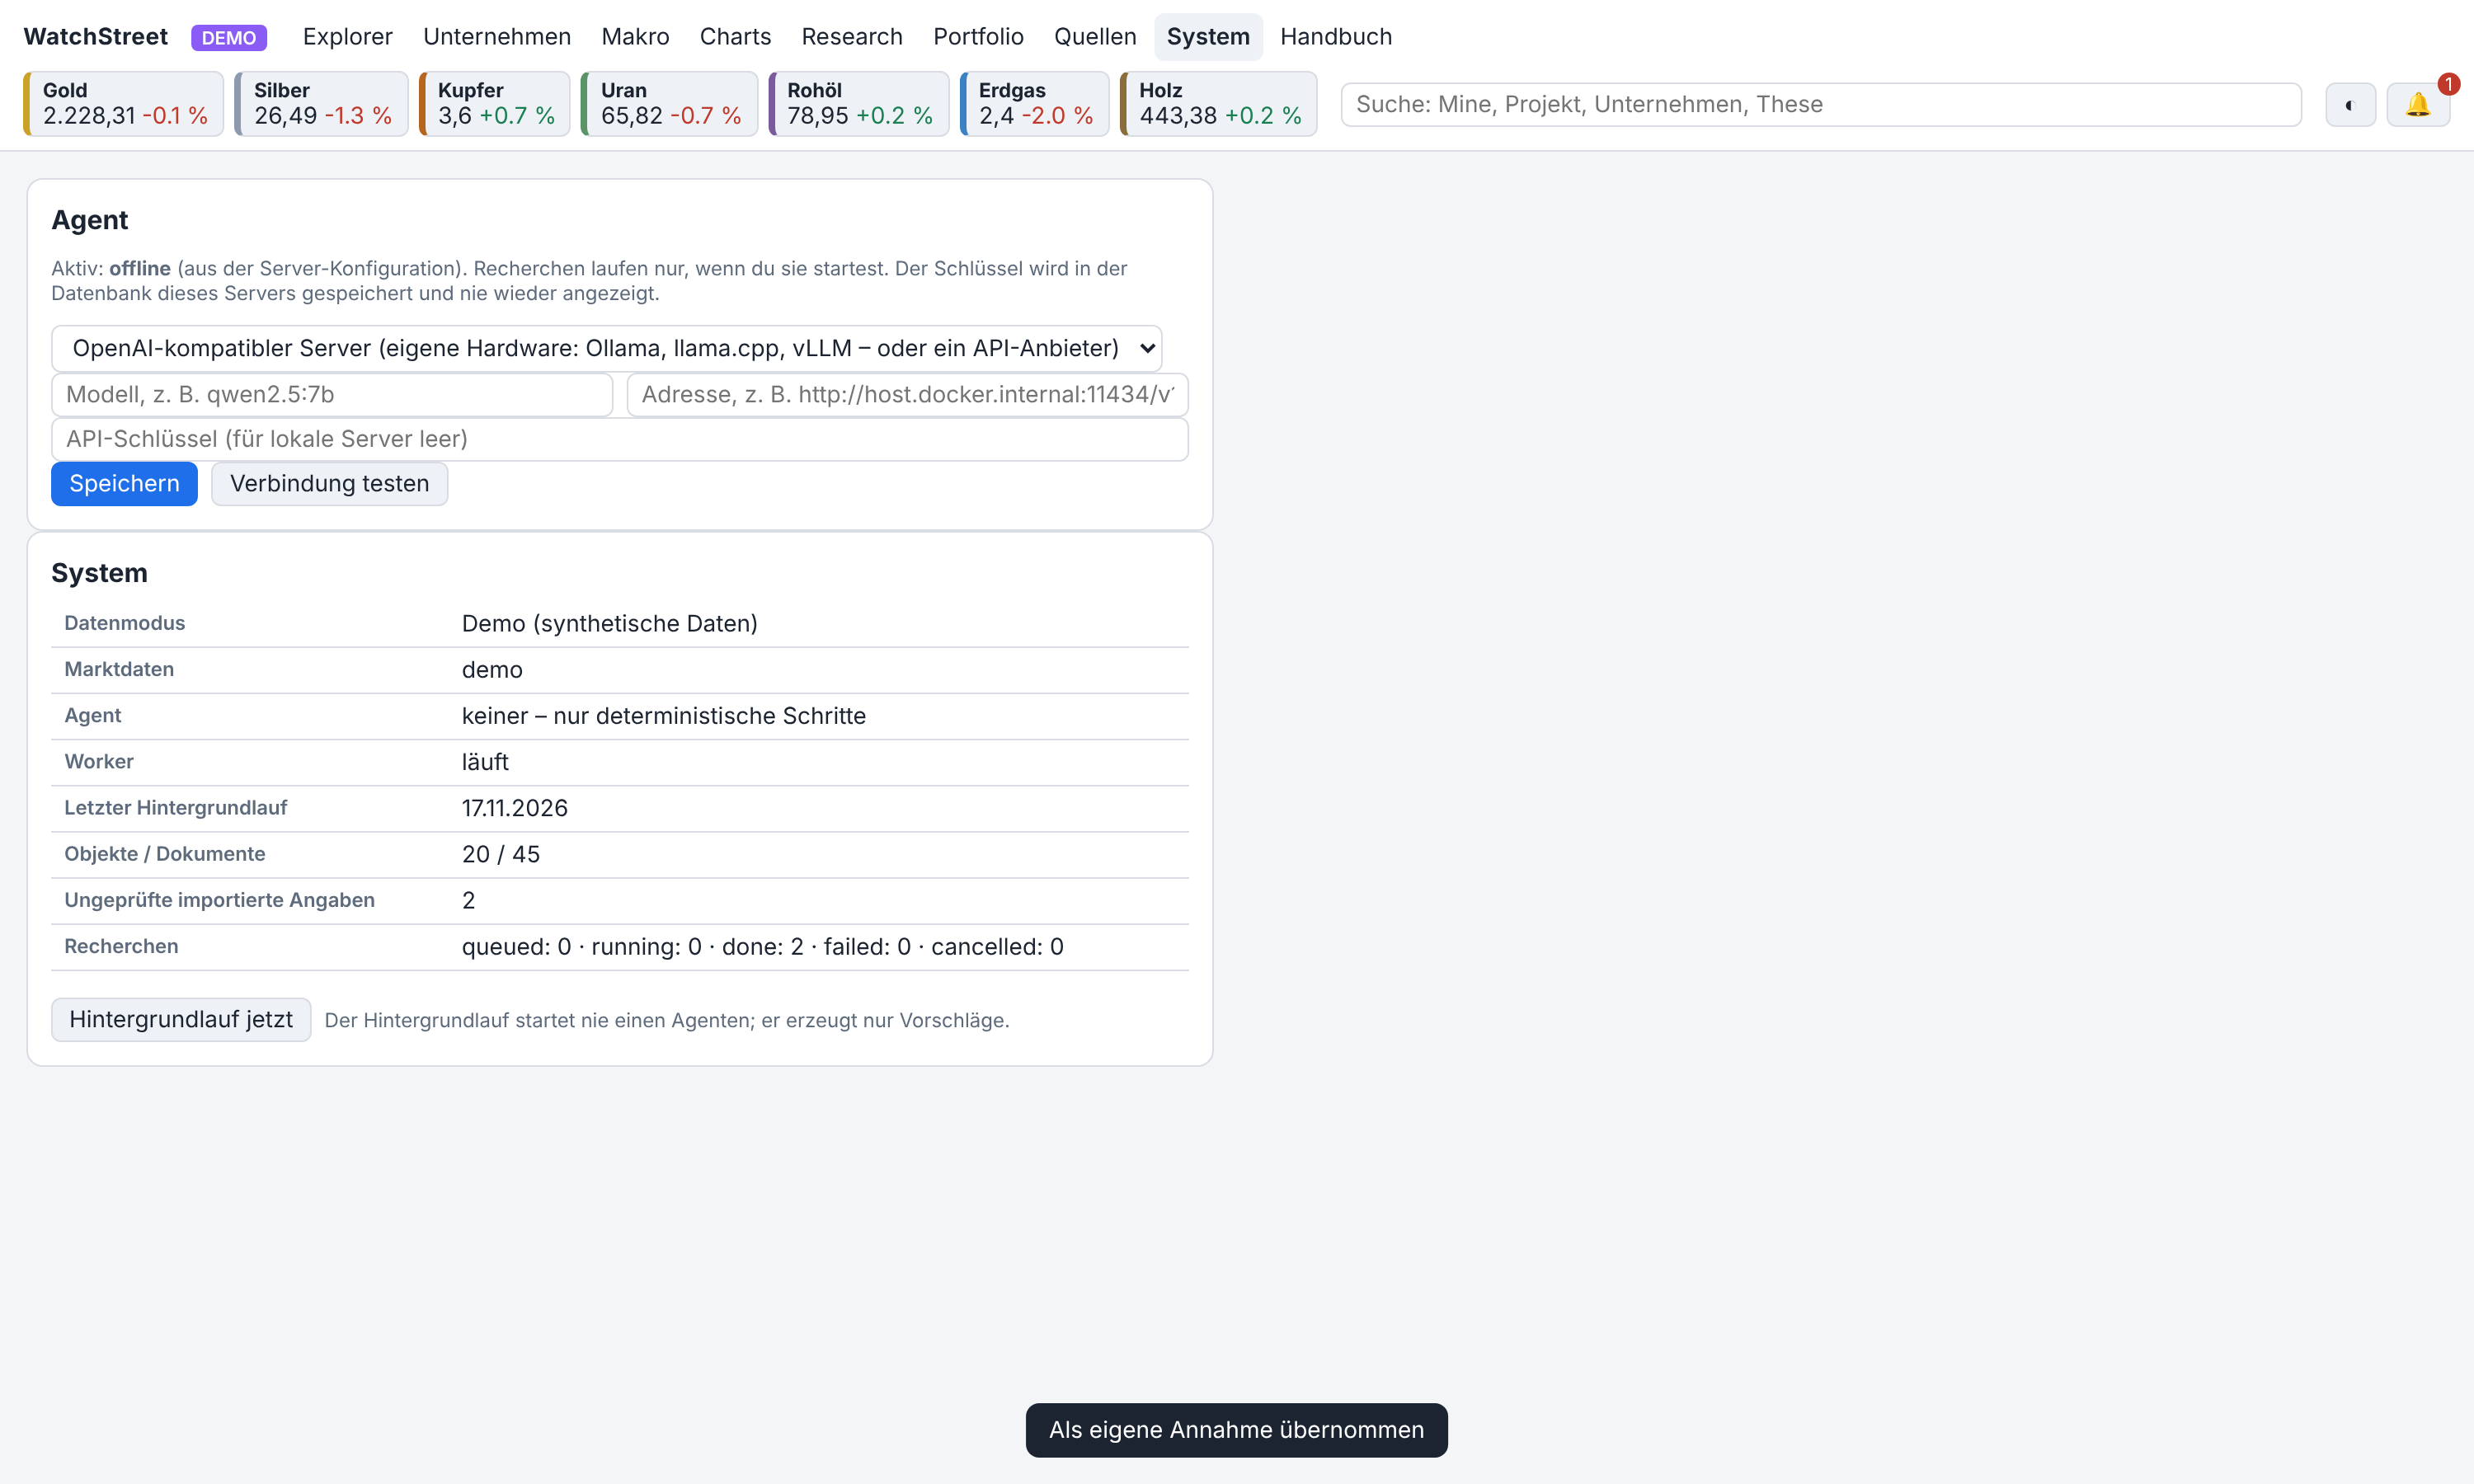 WatchStreet DEMO Explorer Unternehmen Makro Charts Research Portfolio Quellen System Handbuch
Gold 2.228,31 -0.1 %
Silber 26,49 -1.3 %
Kupfer 3,6 +0.7 %
Uran 65,82 -0.7 %
Rohöl 78,95 +0.2 %
Erdgas 2,4 -2.0 %
Holz 443,38 +0.2 %
Suche: Mine, Projekt, Unternehmen, These
1
Agent
Aktiv: offline (aus der Server-Konfiguration). Recherchen laufen nur, wenn du sie startest. Der Schlüssel wird in der
Datenbank dieses Servers gespeichert und nie wieder angezeigt.
OpenAI-kompatibler Server (eigene Hardware: Ollama, llama.cpp, vLLM – oder ein API-Anbieter)
Modell, z. B. qwen2.5:7b
Adresse, z. B. http://host.docker.internal:11434/v1
API-Schlüssel (für lokale Server leer)
Speichern Verbindung testen
System
Datenmodus Demo (synthetische Daten)
Marktdaten demo
Agent keiner – nur deterministische Schritte
Worker läuft
Letzter Hintergrundlauf 17.11.2026
Objekte / Dokumente 20 / 45
Ungeprüfte importierte Angaben 2
Recherchen queued: 0 · running: 0 · done: 2 · failed: 0 · cancelled: 0
Hintergrundlauf jetzt Der Hintergrundlauf startet nie einen Agenten; er erzeugt nur Vorschläge.
Als eigene Annahme übernommen